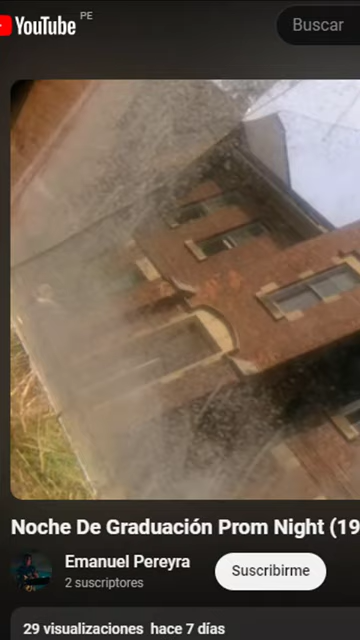 YouTube PE
Buscar
Noche De Graduación Prom Night (19
Emanuel Pereyra
2 suscriptores
Suscribirme
29 visualizaciones hace 7 días